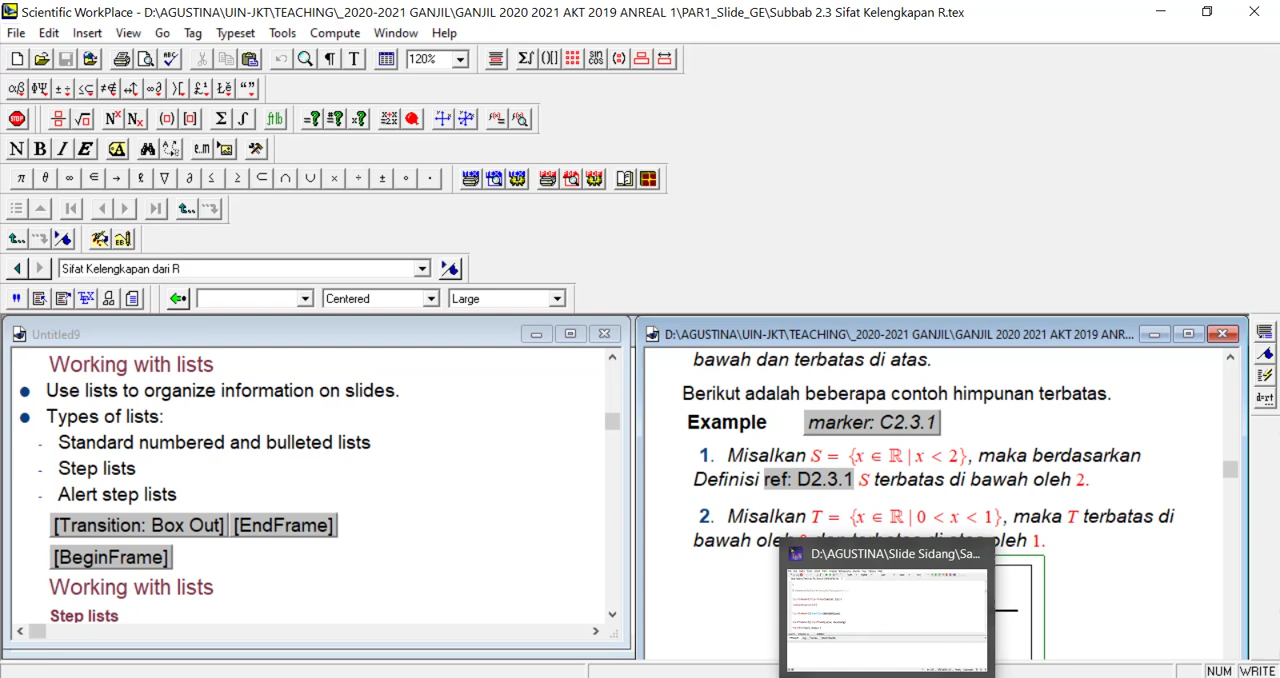 Scientific WorkPlace - D:\AGUSTINA\UIN-JKT\TEACHING\_2020-2021 GANJIL\GANJIL 2020 2021 AKT 2019 ANREAL 1\PAR1_Slide_GE\Subbab 2.3 Sifat Kelengkapan R.tex
File Edit Insert View Go Tag Typeset Tools Compute Window Help
120%
Sifat Kelengkapan dari R
Centered Large
Untitled9
Working with lists
Use lists to organize information on slides.
Types of lists:
- Standard numbered and bulleted lists
- Step lists
- Alert step lists
[Transition: Box Out] [EndFrame]
[BeginFrame]
Working with lists
Step lists
D:\AGUSTINA\UIN-JKT\TEACHING\_2020-2021 GANJIL\GANJIL 2020 2021 AKT 2019 ANR...
bawah dan terbatas di atas.
Berikut adalah beberapa contoh himpunan terbatas.
Example marker: C2.3.1
1. Misalkan S = {x ∈ ℝ | x < 2}, maka berdasarkan
Definisi ref: D2.3.1 S terbatas di bawah oleh 2.
2. Misalkan T = {x ∈ ℝ | 0 < x < 1}, maka T terbatas di
bawah oleh
oleh 1.
D:\AGUSTINA\Slide Sidang\Sa...
NUM WRITE